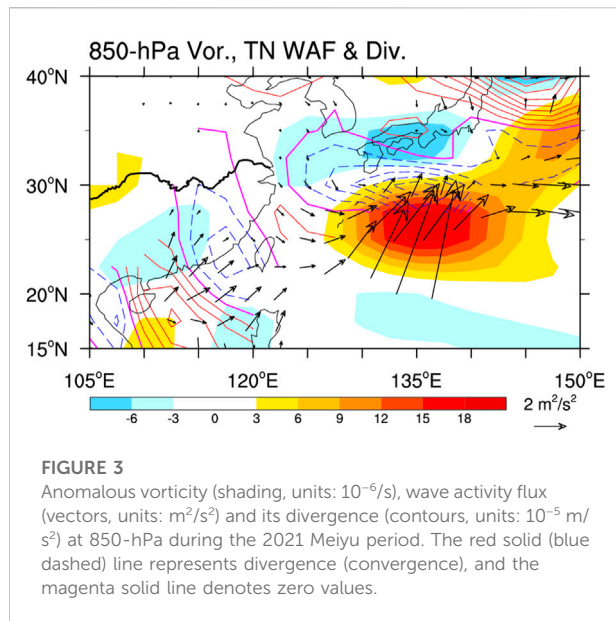 850-hPa Vor., TN WAF & Div.
40°N
30°N
20°N
15°N
105°E 120°E 135°E 150°E
-6 -3 0 3 6 9 12 15 18
2 m²/s²
FIGURE 3
Anomalous vorticity (shading, units: 10⁻⁶/s), wave activity flux
(vectors, units: m²/s²) and its divergence (contours, units: 10⁻⁵ m/
s²) at 850-hPa during the 2021 Meiyu period. The red solid (blue
dashed) line represents divergence (convergence), and the
magenta solid line denotes zero values.